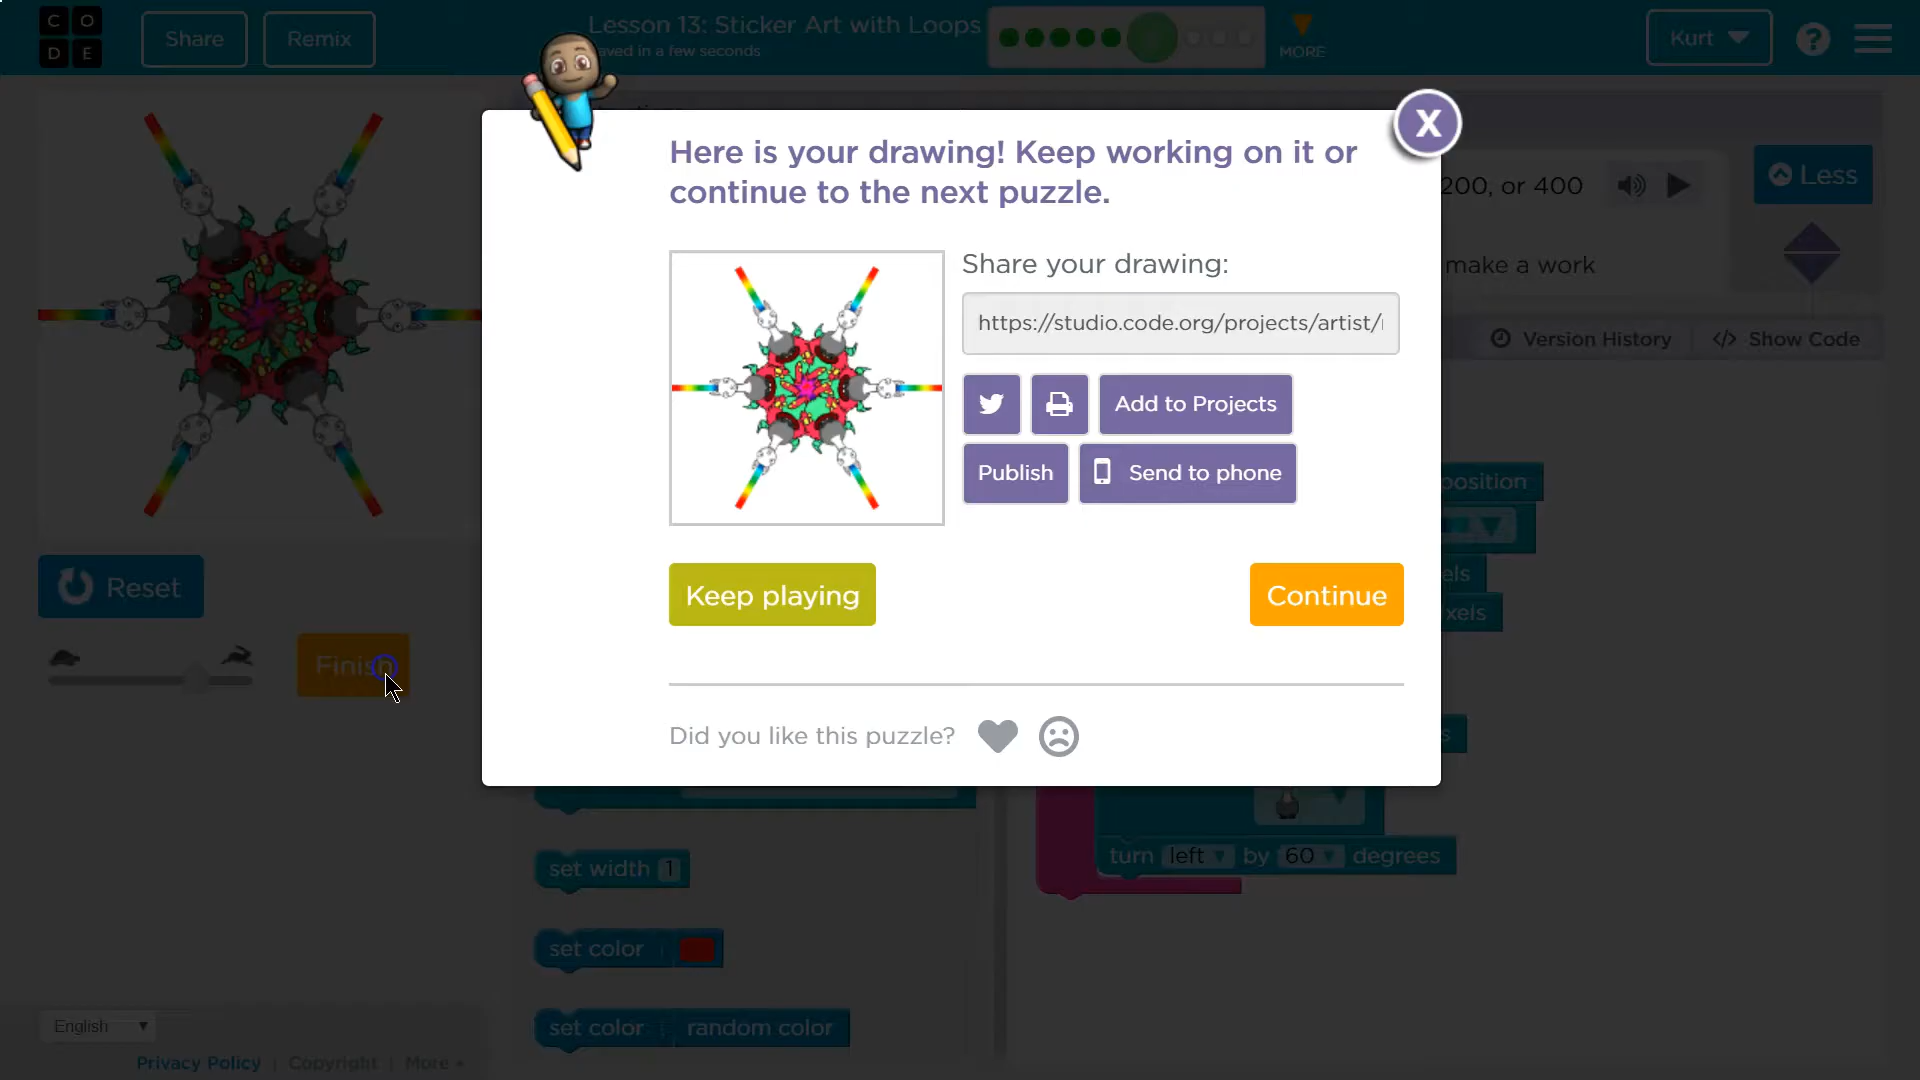 C O
D E
Share
Remix
Lesson 13: Sticker Art with Loops
aved in a few seconds
MORE
Kurt
?
X
Here is your drawing! Keep working on it or
continue to the next puzzle.
200, or 400
Less
make a work
Share your drawing:
https://studio.code.org/projects/artist/
Version History
Show Code
Add to Projects
Publish
Send to phone
position
els
xels
Reset
Keep playing
Continue
Finish
Did you like this puzzle?
s
set width 1
turn left by 60 degrees
set color
set color random color
English
Privacy Policy | Copyright | More